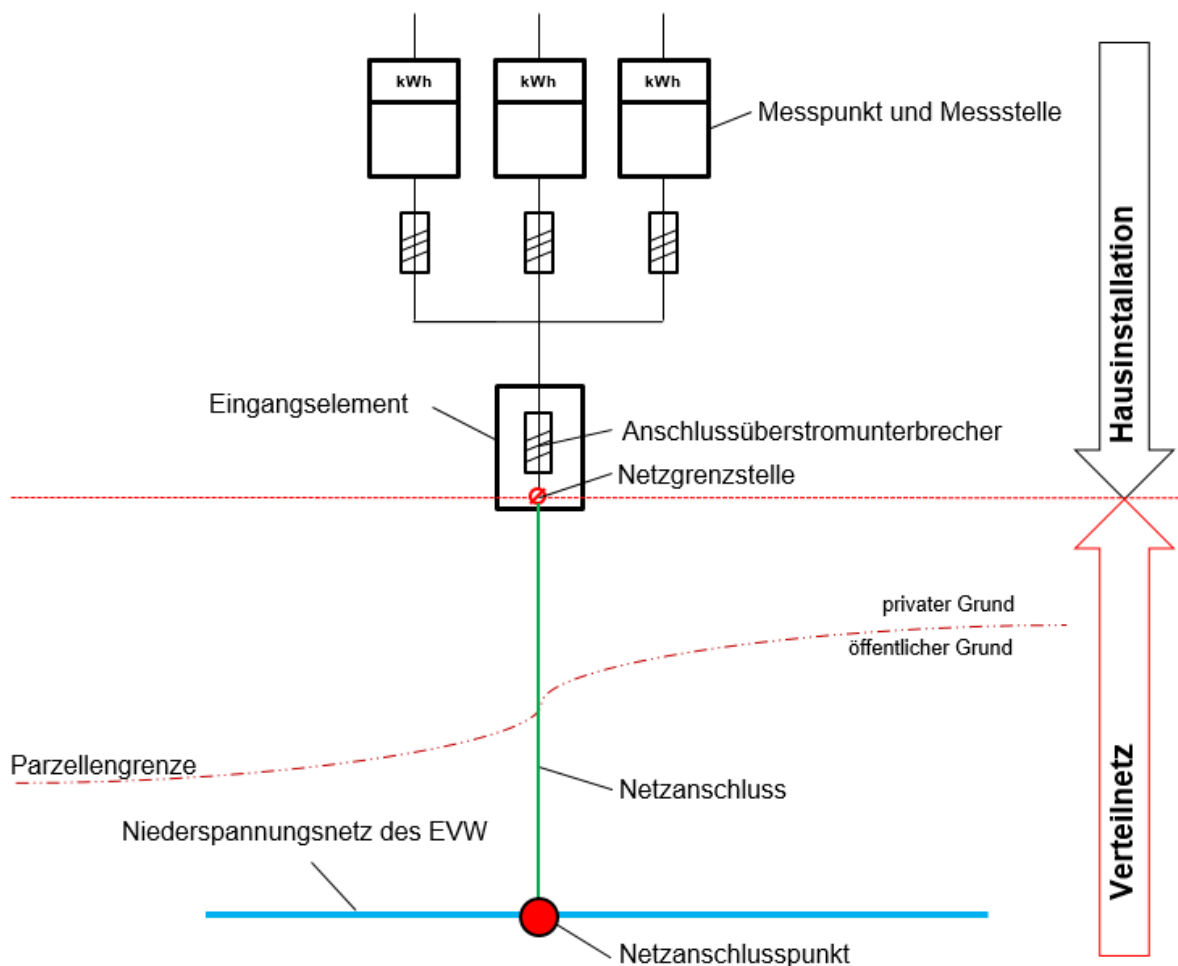 kWh
kWh
kWh
Messpunkt und Messstelle
Hausinstallation
Eingangselement
Anschlussüberstromunterbrecher
Netzgrenzstelle
privater Grund
öffentlicher Grund
Parzellengrenze
Netzanschluss
Niederspannungsnetz des EVW
Verteilnetz
Netzanschlusspunkt